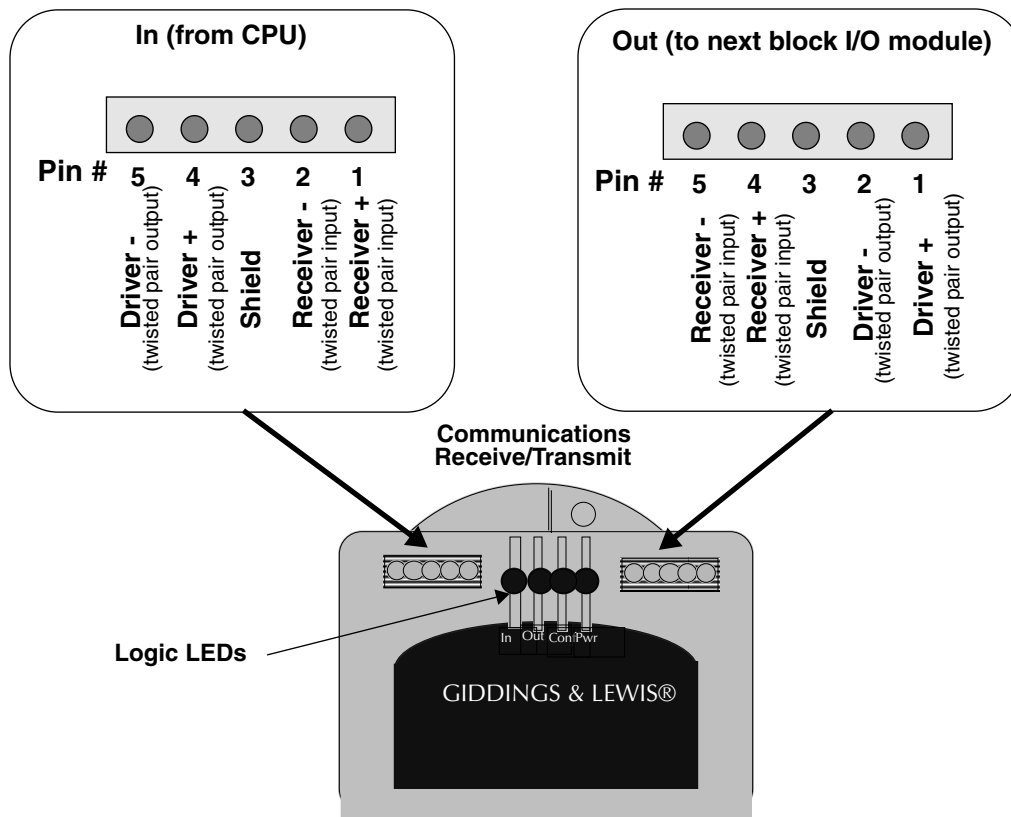 In (from CPU)
Pin # 5 4 3 2 1
Driver -
(twisted pair output)
Driver +
(twisted pair output)
Shield
Receiver -
(twisted pair input)
Receiver +
(twisted pair input)
Out (to next block I/O module)
Pin # 5 4 3 2 1
Receiver -
(twisted pair input)
Receiver +
(twisted pair input)
Shield
Driver -
(twisted pair output)
Driver +
(twisted pair output)
Communications
Receive/Transmit
Logic LEDs
In Out Conf Pwr
GIDDINGS & LEWIS®